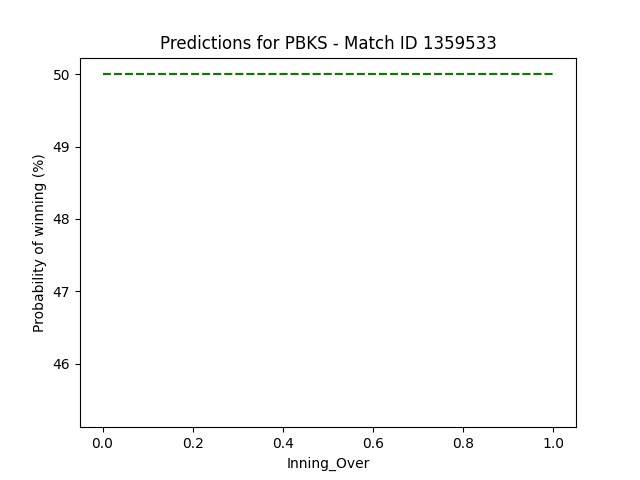 Predictions for PBKS - Match ID 1359533
Probability of winning (%)
50
49
48
47
46
0.0 0.2 0.4 0.6 0.8 1.0
Inning_Over